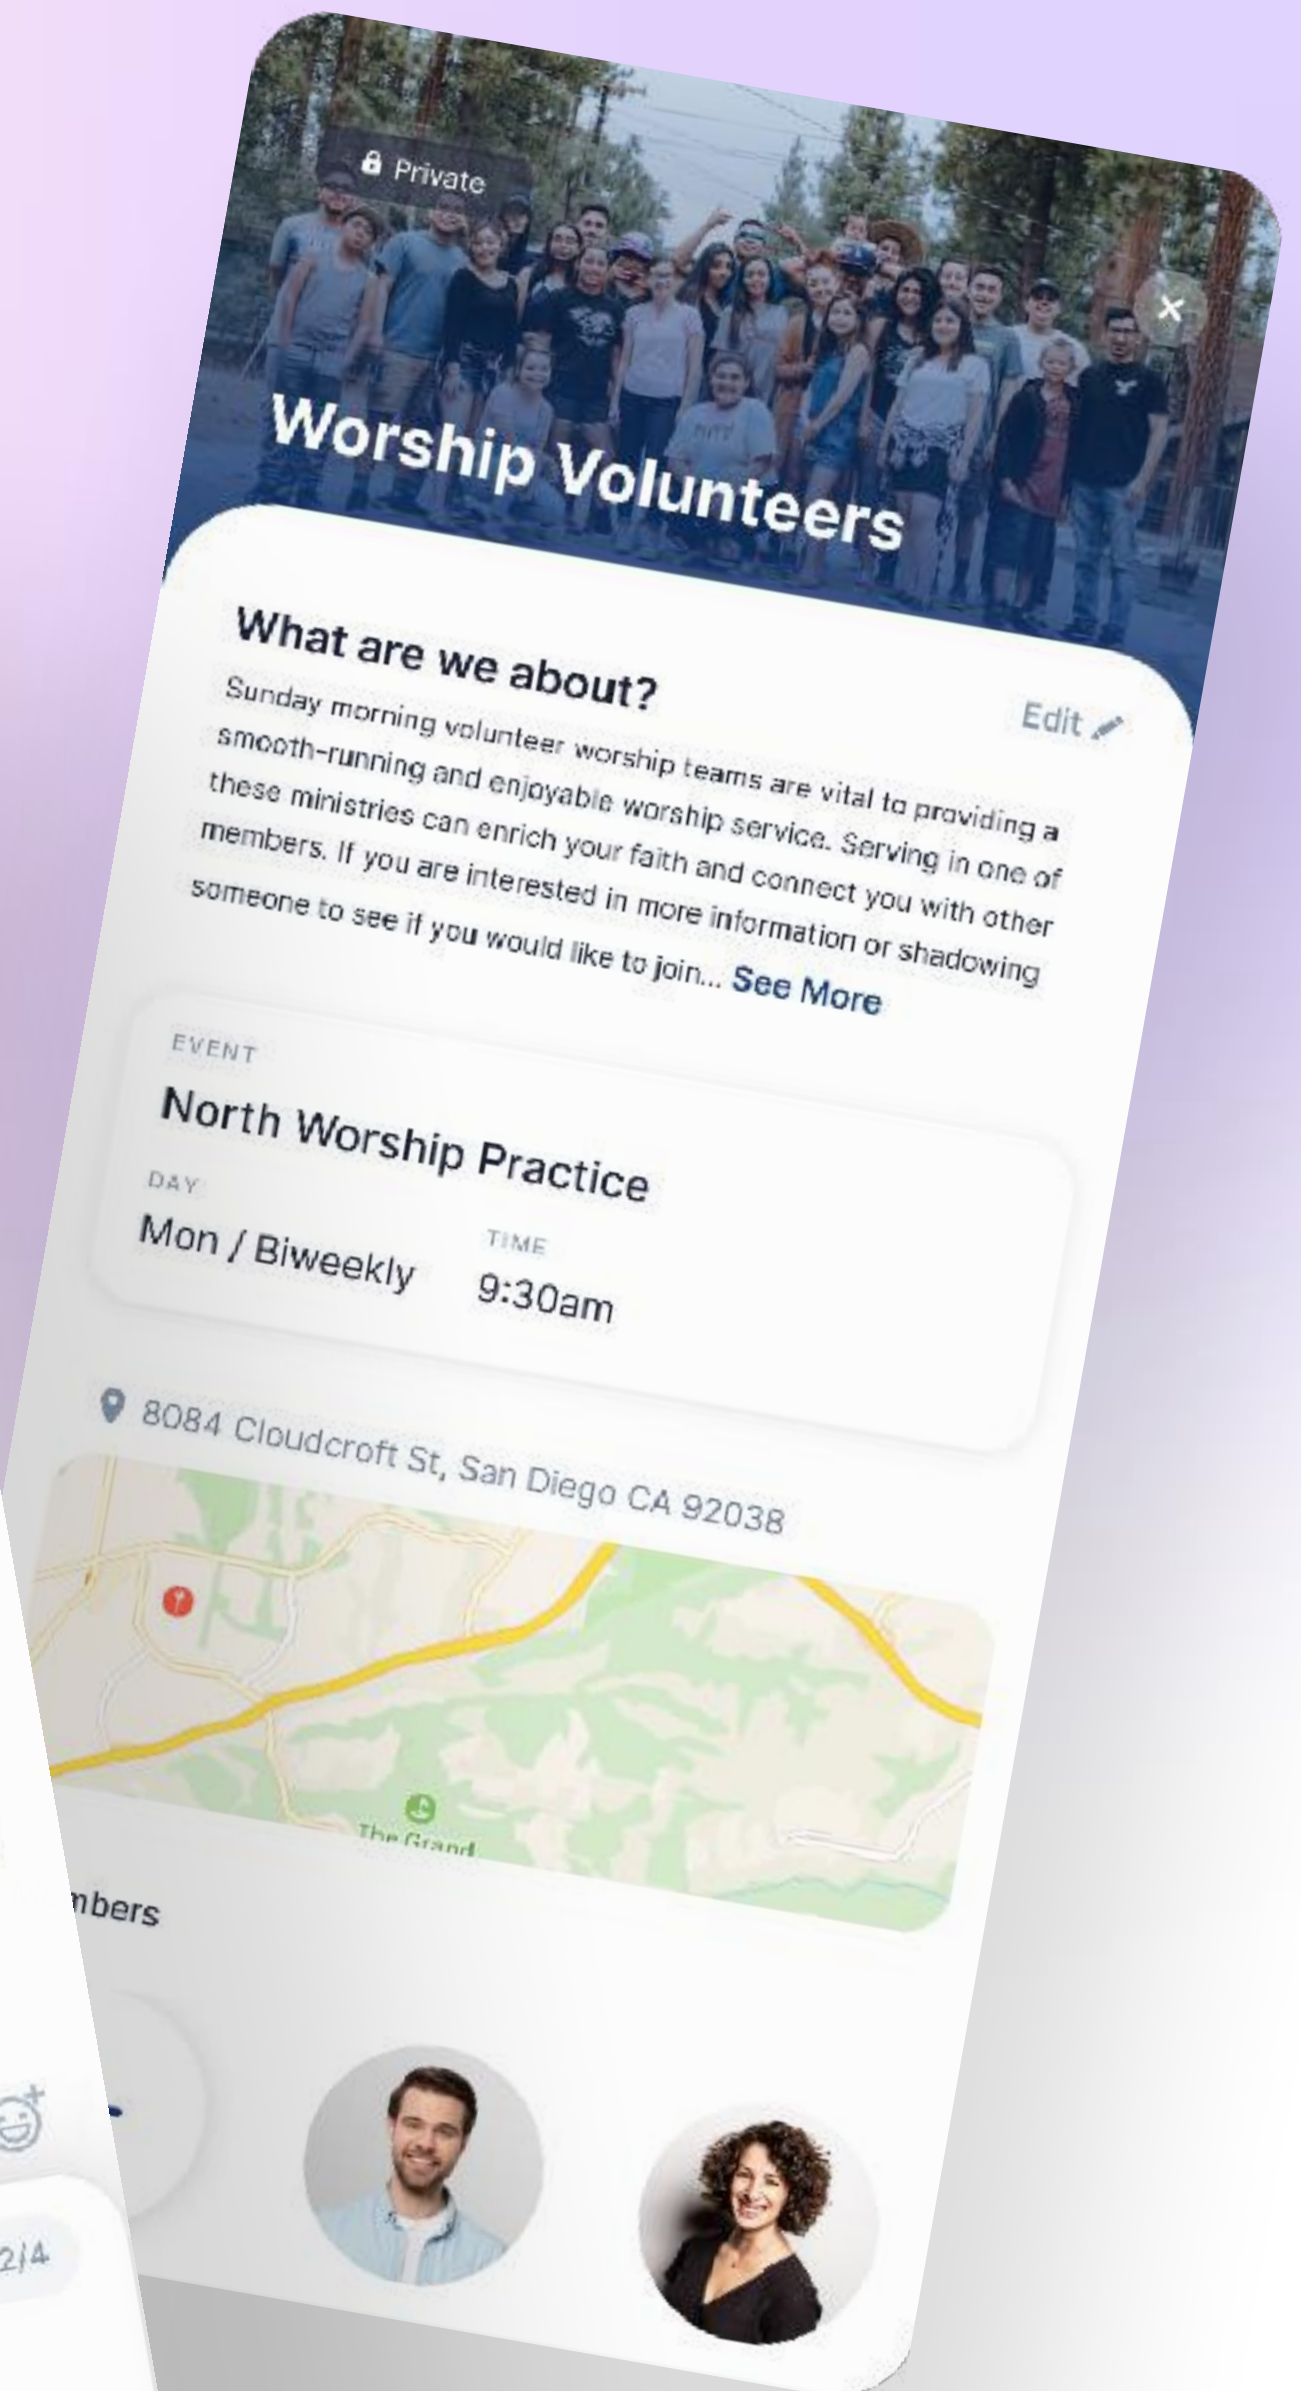 Private
Worship Volunteers
What are we about?
Edit
Sunday morning volunteer worship teams are vital to providing a
smooth-running and enjoyable worship service. Serving in one of
these ministries can enrich your faith and connect you with other
members. If you are interested in more information or shadowing
someone to see if you would like to join... See More
EVENT
North Worship Practice
DAY
TIME
Mon / Biweekly
9:30am
8084 Cloudcroft St, San Diego CA 92038
The Grand
mbers
2/4